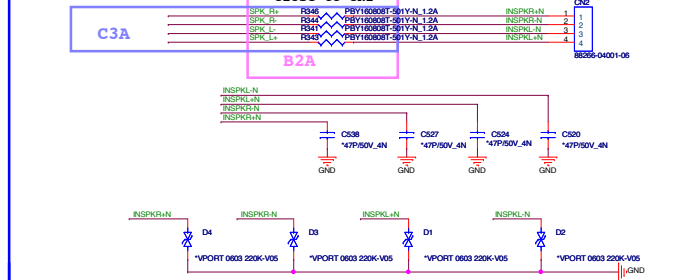 CN2
SPK_R+ R346 PBY160808T-501Y-N_1.2A INSPKR+N 1 1
SPK_R- R344 PBY160808T-501Y-N_1.2A INSPKR-N 2 2
SPK_L- R341 PBY160808T-501Y-N_1.2A INSPKL-N 3 3
SPK_L+ R343 PBY160808T-501Y-N_1.2A INSPKL+N 4 4
C3A
88266-04001-06
B2A
INSPKL-N
INSPKL+N
INSPKR-N
INSPKR+N
C538 C527 C524 C520
*47P/50V_4N *47P/50V_4N *47P/50V_4N *47P/50V_4N
GND GND GND GND
INSPKR+N INSPKR-N INSPKL+N INSPKL-N
D4 D3 D1 D2
*VPORT 0603 220K-V05 *VPORT 0603 220K-V05 *VPORT 0603 220K-V05 *VPORT 0603 220K-V05
GND